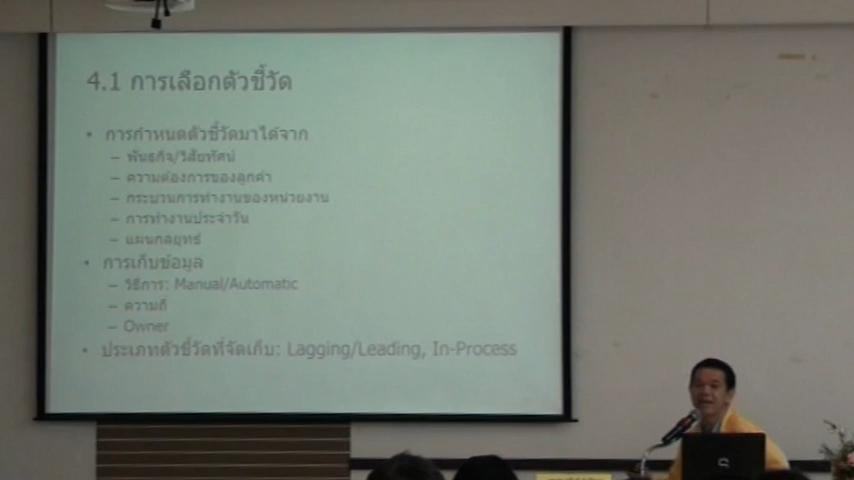 4.1 การเลือกตัวชี้วัด
• การกำหนดตัวชี้วัดมาได้จาก
– พันธกิจ/วิสัยทัศน์
– ความต้องการของลูกค้า
– กระบวนการทำงานของหน่วยงาน
– การทำงานประจำวัน
– แผนกลยุทธ์
• การเก็บข้อมูล
– วิธีการ: Manual/Automatic
– ความถี่
– Owner
• ประเภทตัวชี้วัดที่จัดเก็บ: Lagging/Leading, In-Process